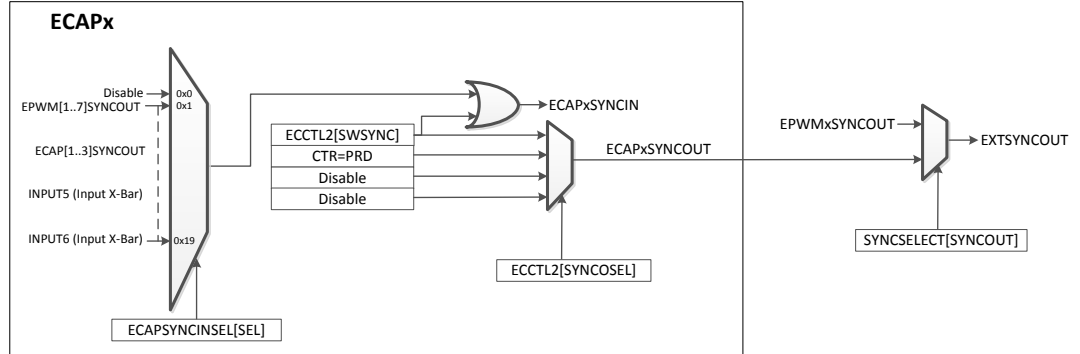 ECAPx
Disable
0x0
EPWM[1..7]SYNCOUT
0x1
ECAP[1..3]SYNCOUT
INPUT5 (Input X-Bar)
INPUT6 (Input X-Bar)
0x19
ECAPSYNCINSEL[SEL]
ECAPxSYNCIN
ECCTL2[SWSYNC]
CTR=PRD
Disable
Disable
ECAPxSYNCOUT
ECCTL2[SYNCOSEL]
EPWMxSYNCOUT
EXTSYNCOUT
SYNCSELECT[SYNCOUT]